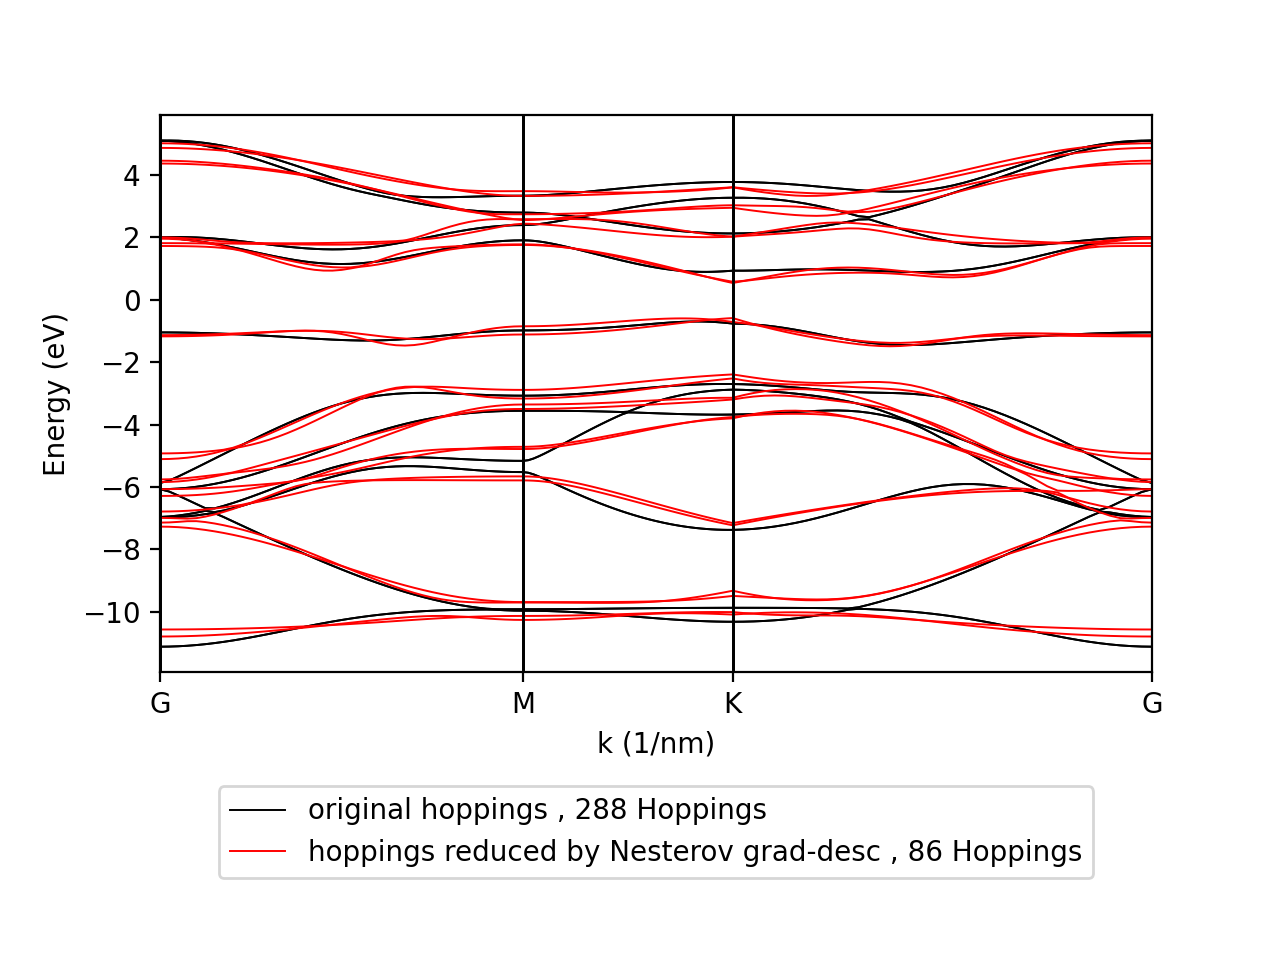 Energy (eV)
4
2
0
−2
−4
−6
−8
−10
G M K G
k (1/nm)
original hoppings , 288 Hoppings
hoppings reduced by Nesterov grad-desc , 86 Hoppings